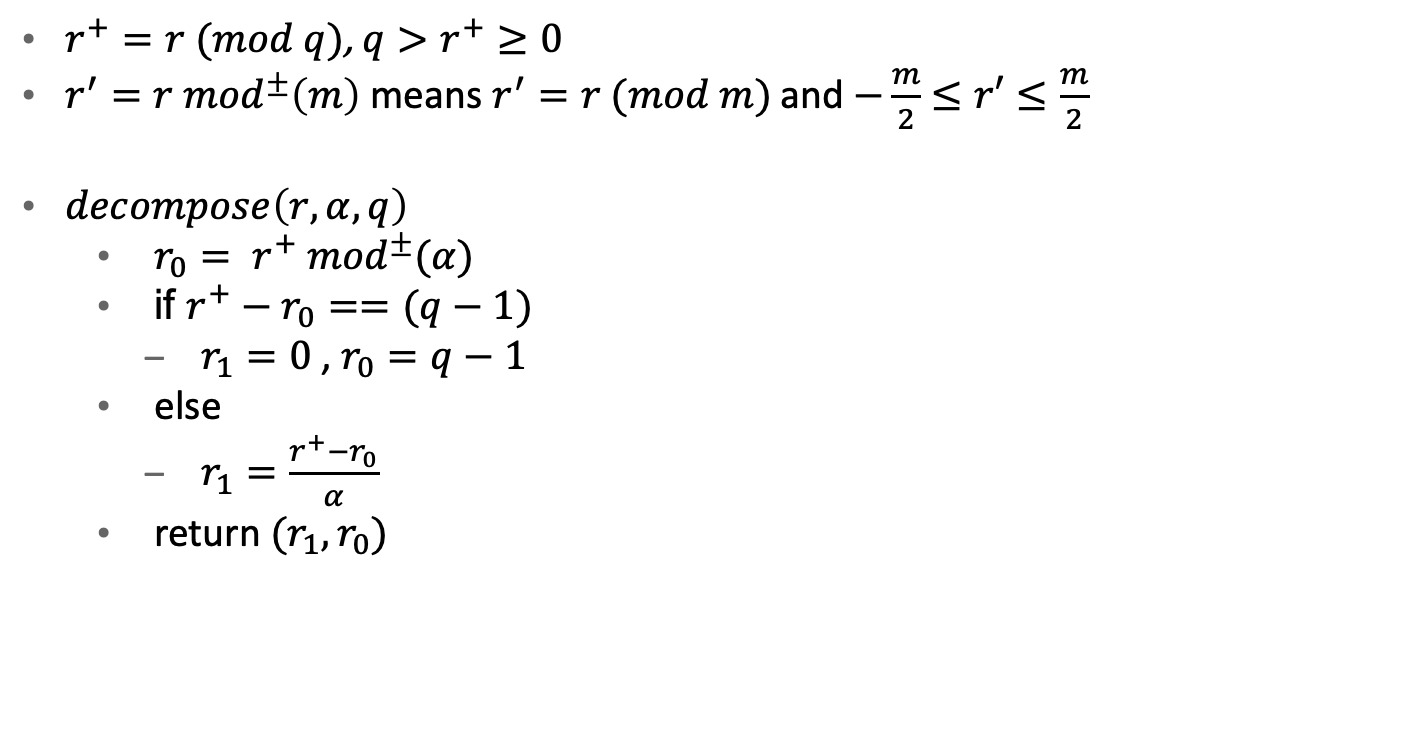 • r⁺ = r (mod q), q > r⁺ ≥ 0
• r′ = r mod±(m) means r′ = r (mod m) and −m/2 ≤ r′ ≤ m/2
• decompose(r, α, q)
• r₀ = r⁺ mod±(α)
• if r⁺ − r₀ == (q − 1)
– r₁ = 0 , r₀ = q − 1
• else
– r₁ = (r⁺−r₀)/α
• return (r₁, r₀)